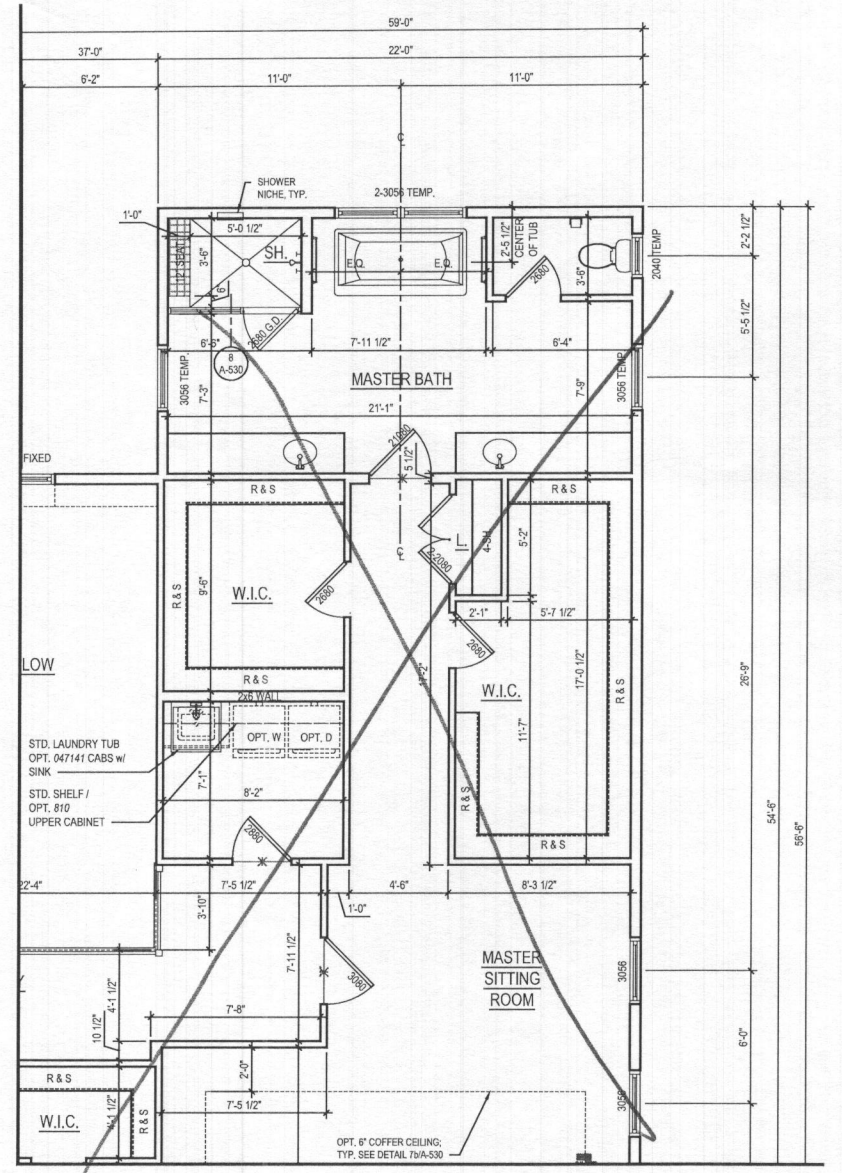 59'-0"
37'-0"
22'-0"
6'-2"
11'-0"
11'-0"
C
L
SHOWER
NICHE, TYP.
2-3056 TEMP.
1'-0"
5'-0 1/2"
12" SEAT
3'-6"
SH.
E.Q.
E.Q.
2'-5 1/2"
CENTER
OF TUB
2680
3'-6"
2040 TEMP
2'-2 1/2"
5'-5 1/2"
6"
2680 G.D.
6'-6"
7'-11 1/2"
6'-4"
8
A-530
3056 TEMP.
7'-3"
MASTER BATH
7'-9"
3056 TEMP
21'-1"
21080
5 1/2"
FIXED
R & S
R & S
C
L
L.
4-SH
2-2080
5'-2"
9'-6"
R & S
W.I.C.
2680
2'-1"
5'-7 1/2"
2680
LOW
R & S
2x6 WALL
W.I.C.
17'-0 1/2"
R & S
26'-9"
OPT. W
OPT. D
11'-7"
STD. LAUNDRY TUB
OPT. 047141 CABS w/
SINK
7'-1"
8'-2"
R & S
STD. SHELF /
OPT. 810
UPPER CABINET
54'-6"
56'-6"
2880
R & S
22'-4"
7'-5 1/2"
4'-6"
8'-3 1/2"
1'-0"
3'-10"
7'-11 1/2"
MASTER
SITTING
ROOM
3080
3056
4'-1 1/2"
10 1/2"
7'-8"
6'-0"
2'-0"
R & S
7'-5 1/2"
W.I.C.
4'-1 1/2"
R & S
3056
OPT. 6" COFFER CEILING;
TYP. SEE DETAIL 7b/A-530